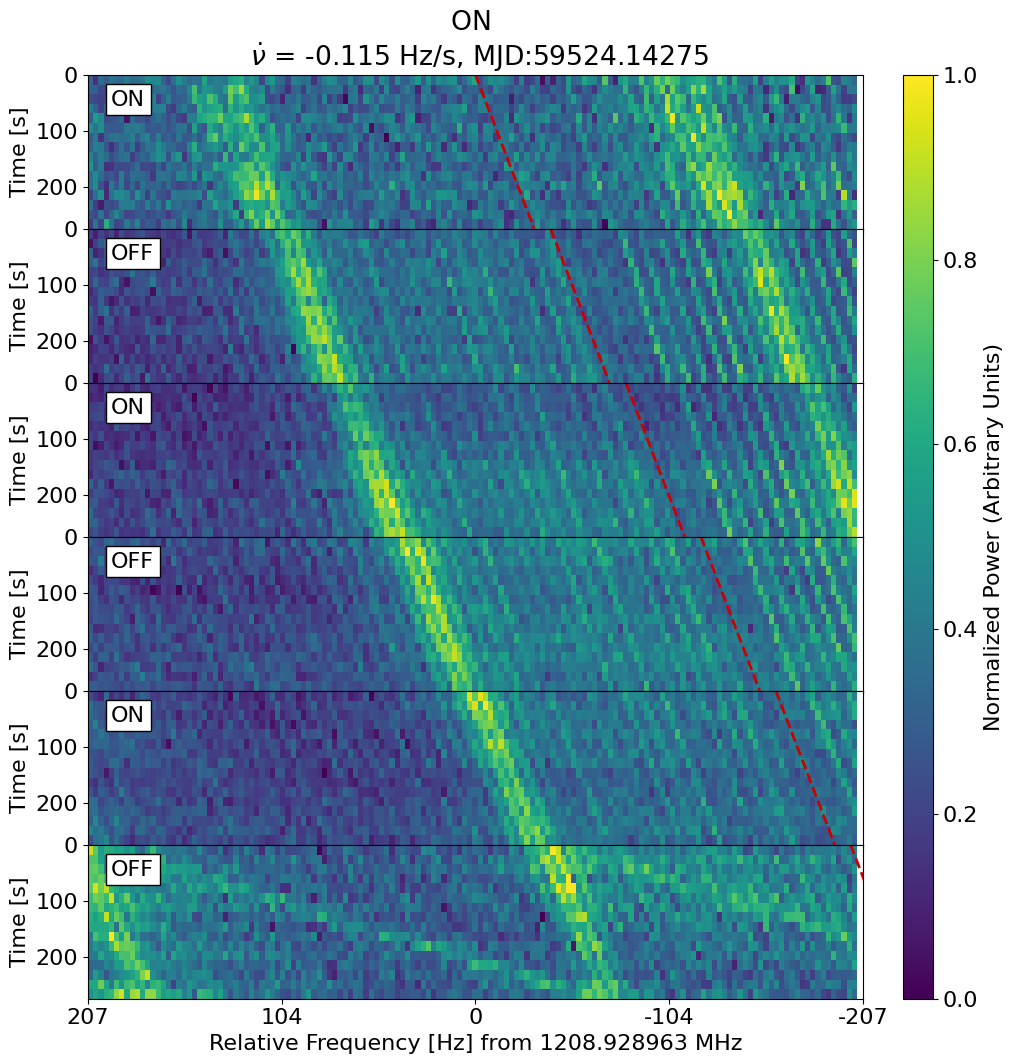 ON
ν̇ = -0.115 Hz/s, MJD:59524.14275
0
100
200
Time [s]
ON
0
100
200
Time [s]
OFF
0
100
200
Time [s]
ON
0
100
200
Time [s]
OFF
0
100
200
Time [s]
ON
0
100
200
Time [s]
OFF
207 104 0 -104 -207
Relative Frequency [Hz] from 1208.928963 MHz
1.0
0.8
0.6
0.4
0.2
0.0
Normalized Power (Arbitrary Units)